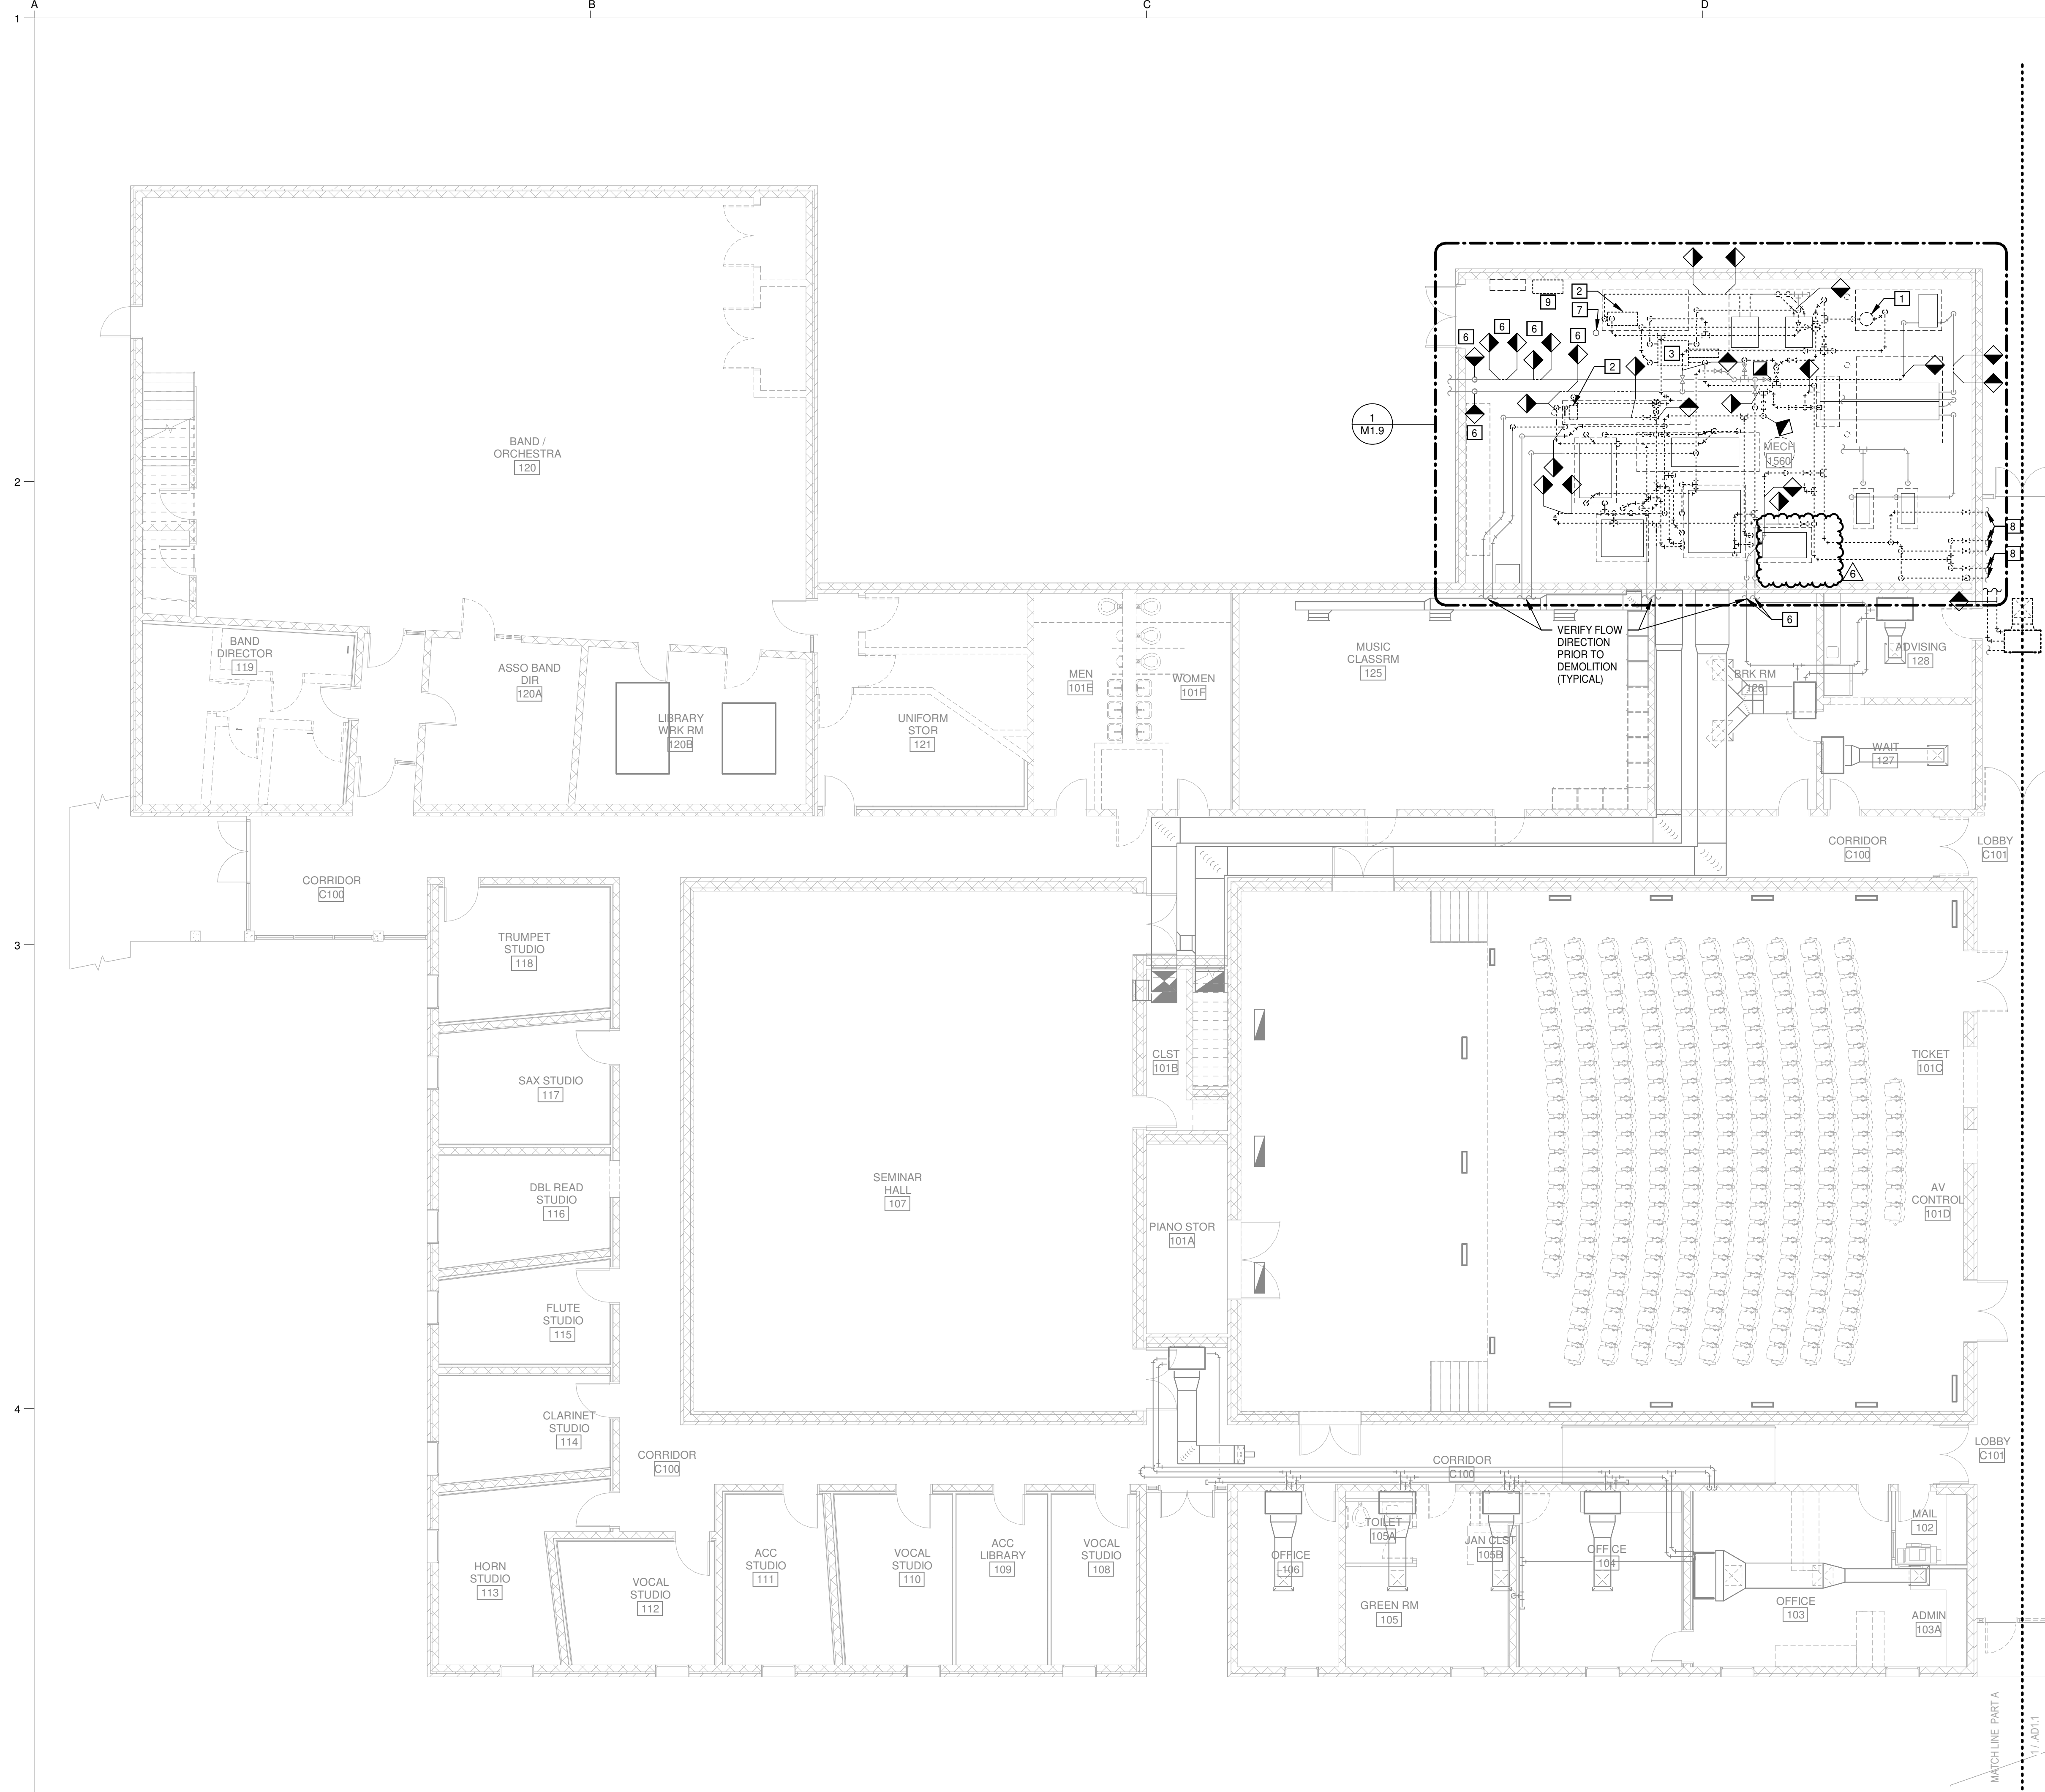 A
B
C
D
1
2
3
4
9
2
7
1
6
6
6
6
3
2
6
1
M1.9
MECH
1560
8
8
6
6
VERIFY FLOW
DIRECTION
PRIOR TO
DEMOLITION
(TYPICAL)
BAND /
ORCHESTRA
120
BAND
DIRECTOR
119
ASSO BAND
DIR
120A
LIBRARY
WRK RM
120B
UNIFORM
STOR
121
MEN
101E
WOMEN
101F
MUSIC
CLASSRM
125
BRK RM
126
ADVISING
128
WAIT
127
CORRIDOR
C100
LOBBY
C101
CORRIDOR
C100
TRUMPET
STUDIO
118
SAX STUDIO
117
DBL READ
STUDIO
116
FLUTE
STUDIO
115
CLARINET
STUDIO
114
CORRIDOR
C100
HORN
STUDIO
113
VOCAL
STUDIO
112
ACC
STUDIO
111
VOCAL
STUDIO
110
ACC
LIBRARY
109
VOCAL
STUDIO
108
SEMINAR
HALL
107
CLST
101B
PIANO STOR
101A
TICKET
101C
AV
CONTROL
101D
CORRIDOR
C100
LOBBY
C101
OFFICE
106
TOILET
105A
JAN CLST
105B
GREEN RM
105
OFFICE
104
OFFICE
103
MAIL
102
ADMIN
103A
MATCH LINE PART A
1 / .AD1.1